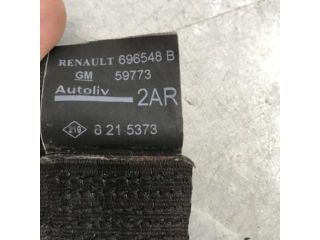 RENAULT 696548 B
GM 59773
Autoliv 2AR
8 21 5373